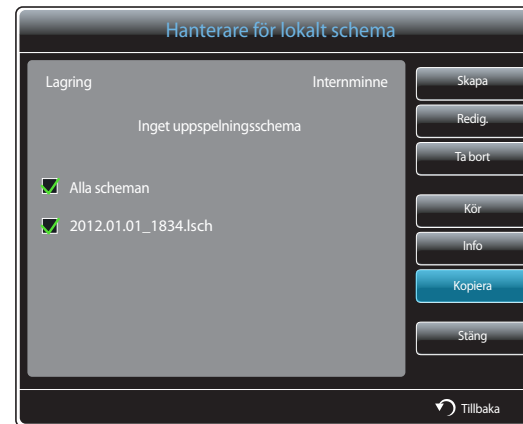 Hanterare för lokalt schema
Lagring Internminne
Inget uppspelningsschema
Alla scheman
2012.01.01_1834.lsch
Skapa
Redig.
Ta bort
Kör
Info
Kopiera
Stäng
Tillbaka